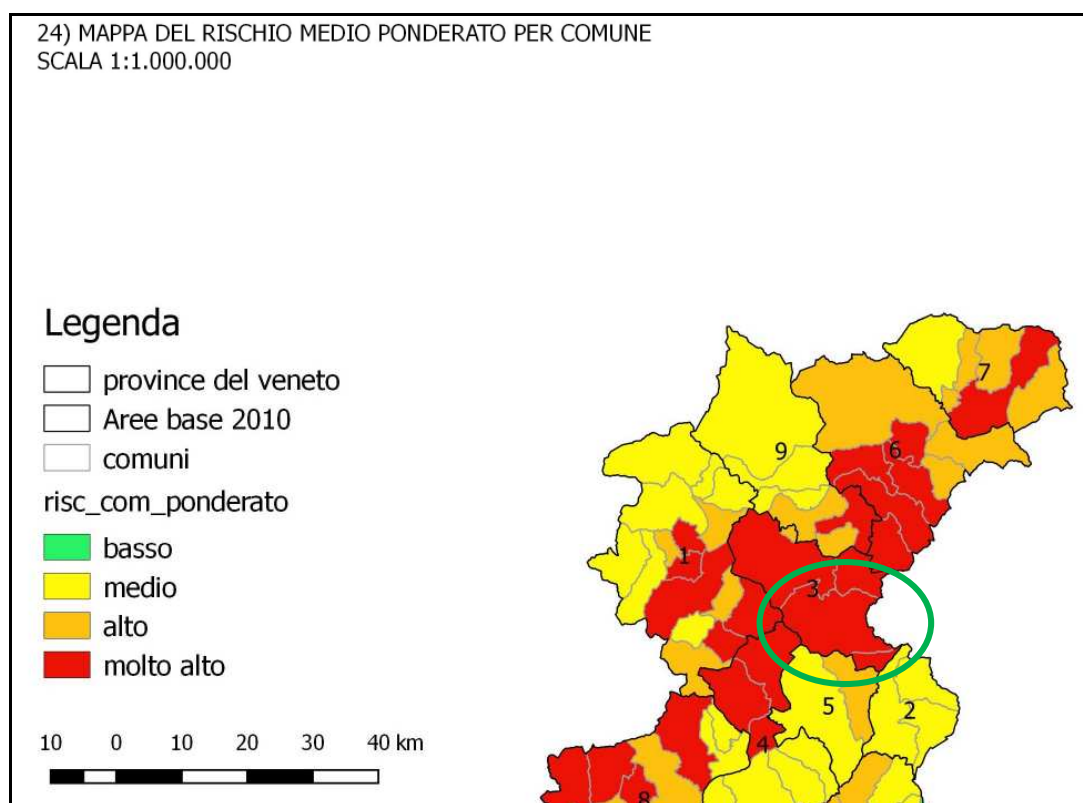 24) MAPPA DEL RISCHIO MEDIO PONDERATO PER COMUNE
SCALA 1:1.000.000
Legenda
province del veneto
Aree base 2010
comuni
risc_com_ponderato
basso
medio
alto
molto alto
10 0 10 20 30 40 km
7
9
6
1
3
5
2
4
8